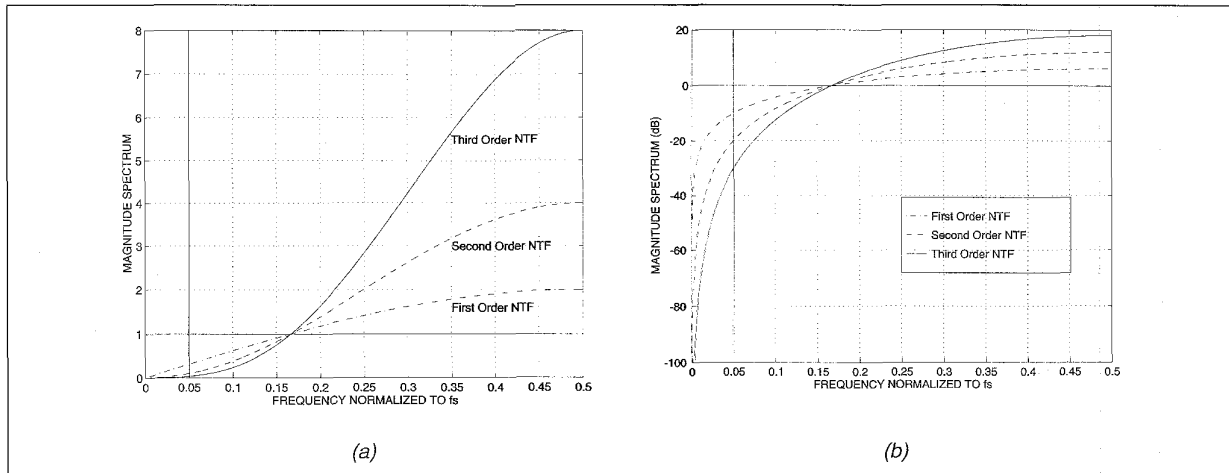 8
7
6
5
4
3
2
1
0
MAGNITUDE SPECTRUM
Third Order NTF
Second Order NTF
First Order NTF
0 0.05 0.1 0.15 0.2 0.25 0.3 0.35 0.4 0.45 0.5
FREQUENCY NORMALIZED TO fs
(a)
20
0
-20
-40
-60
-80
-100
MAGNITUDE SPECTRUM (dB)
First Order NTF
Second Order NTF
Third Order NTF
0 0.05 0.1 0.15 0.2 0.25 0.3 0.35 0.4 0.45 0.5
FREQUENCY NORMALIZED TO fs
(b)